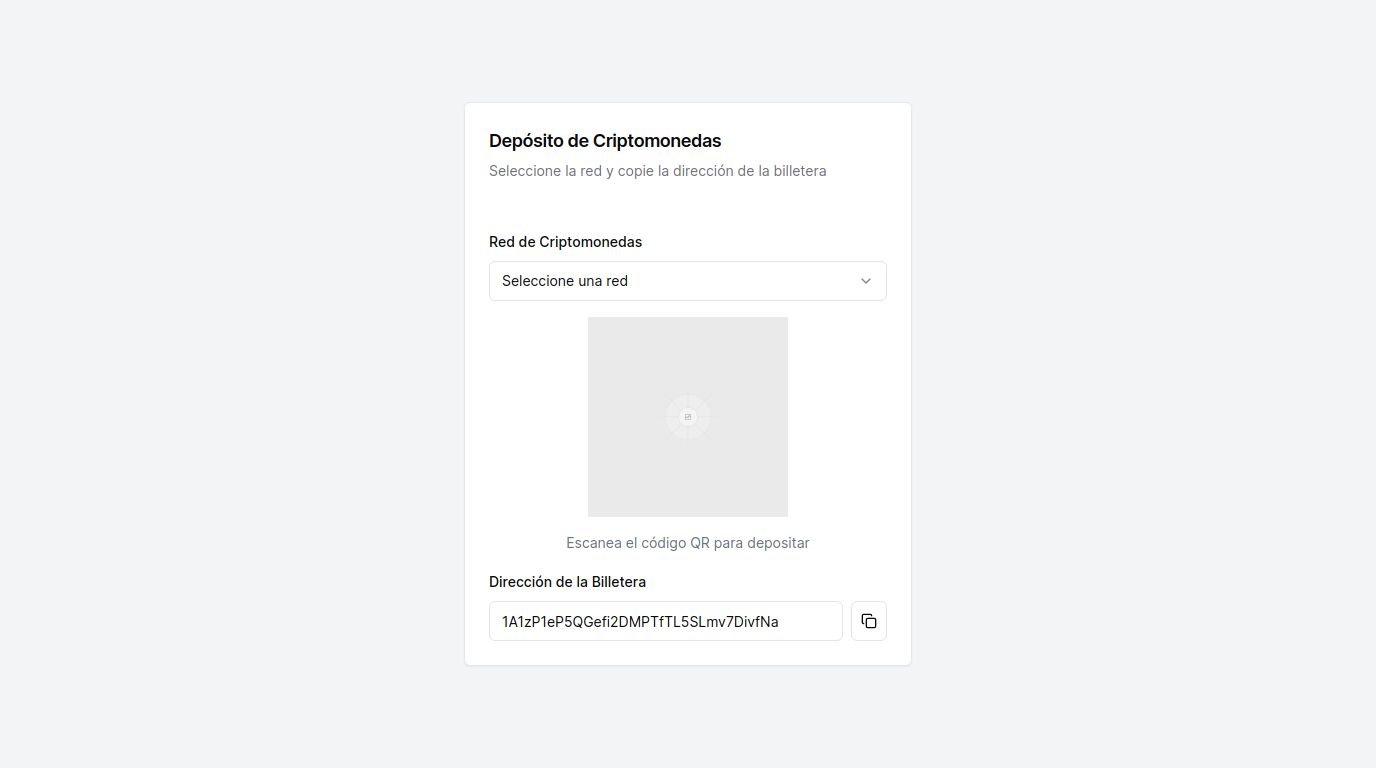 Depósito de Criptomonedas
Seleccione la red y copie la dirección de la billetera
Red de Criptomonedas
Seleccione una red
Escanea el código QR para depositar
Dirección de la Billetera
1A1zP1eP5QGefi2DMPTfTL5SLmv7DivfNa